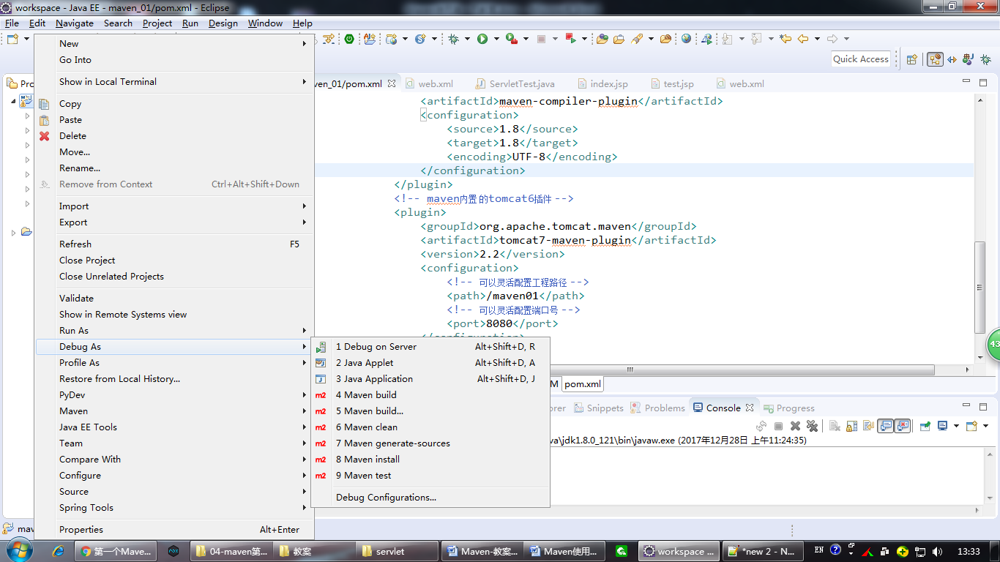 workspace - Java EE - maven_01/pom.xml - Eclipse
File Edit Navigate Search Project Run Design Window Help
Quick Access
New
Go Into
Show in Local Terminal
Copy
Paste
Delete
Move...
Rename...
Remove from Context Ctrl+Alt+Shift+Down
Import
Export
Refresh F5
Close Project
Close Unrelated Projects
Validate
Show in Remote Systems view
Run As
Debug As
Profile As
Restore from Local History...
PyDev
Maven
Java EE Tools
Team
Compare With
Configure
Source
Spring Tools
Properties Alt+Enter
1 Debug on Server Alt+Shift+D, R
2 Java Applet Alt+Shift+D, A
3 Java Application Alt+Shift+D, J
m2 4 Maven build
m2 5 Maven build...
m2 6 Maven clean
m2 7 Maven generate-sources
m2 8 Maven install
m2 9 Maven test
Debug Configurations...
ven_01/pom.xml web.xml ServletTest.java index.jsp test.jsp web.xml
<artifactId>maven-compiler-plugin</artifactId>
<configuration>
<source>1.8</source>
<target>1.8</target>
<encoding>UTF-8</encoding>
</configuration>
</plugin>
<!-- maven内置的tomcat6插件 -->
<plugin>
<groupId>org.apache.tomcat.maven</groupId>
<artifactId>tomcat7-maven-plugin</artifactId>
<version>2.2</version>
<configuration>
<!-- 可以灵活配置工程路径 -->
<path>/maven01</path>
<!-- 可以灵活配置端口号 -->
<port>8080</port>
43
M pom.xml
orer Snippets Problems Console Progress
va\jdk1.8.0_121\bin\javaw.exe (2017年12月28日 上午11:24:35)
Pro
mav
第一个Mave... 04-maven第... 教案 servlet Maven-教案... Maven使用... workspace ... *new 2 - N... EN 13:33